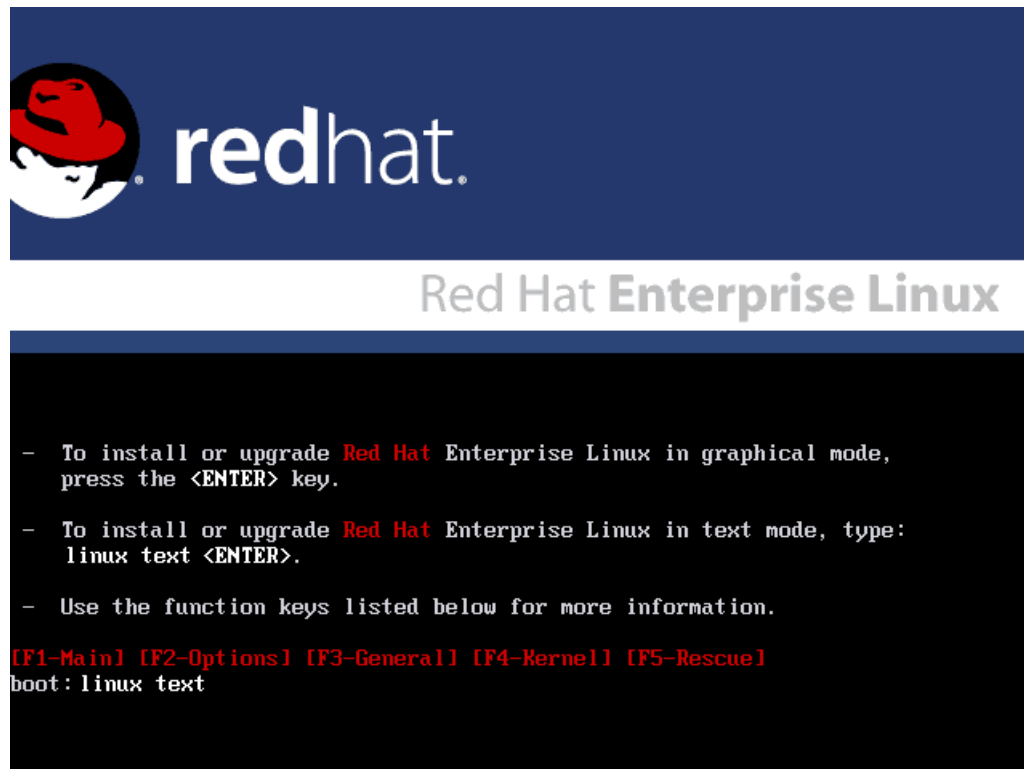 redhat.
Red Hat Enterprise Linux
- To install or upgrade Red Hat Enterprise Linux in graphical mode,
press the <ENTER> key.
- To install or upgrade Red Hat Enterprise Linux in text mode, type:
linux text <ENTER>.
- Use the function keys listed below for more information.
[F1-Main] [F2-Options] [F3-General] [F4-Kernel] [F5-Rescue]
boot: linux text